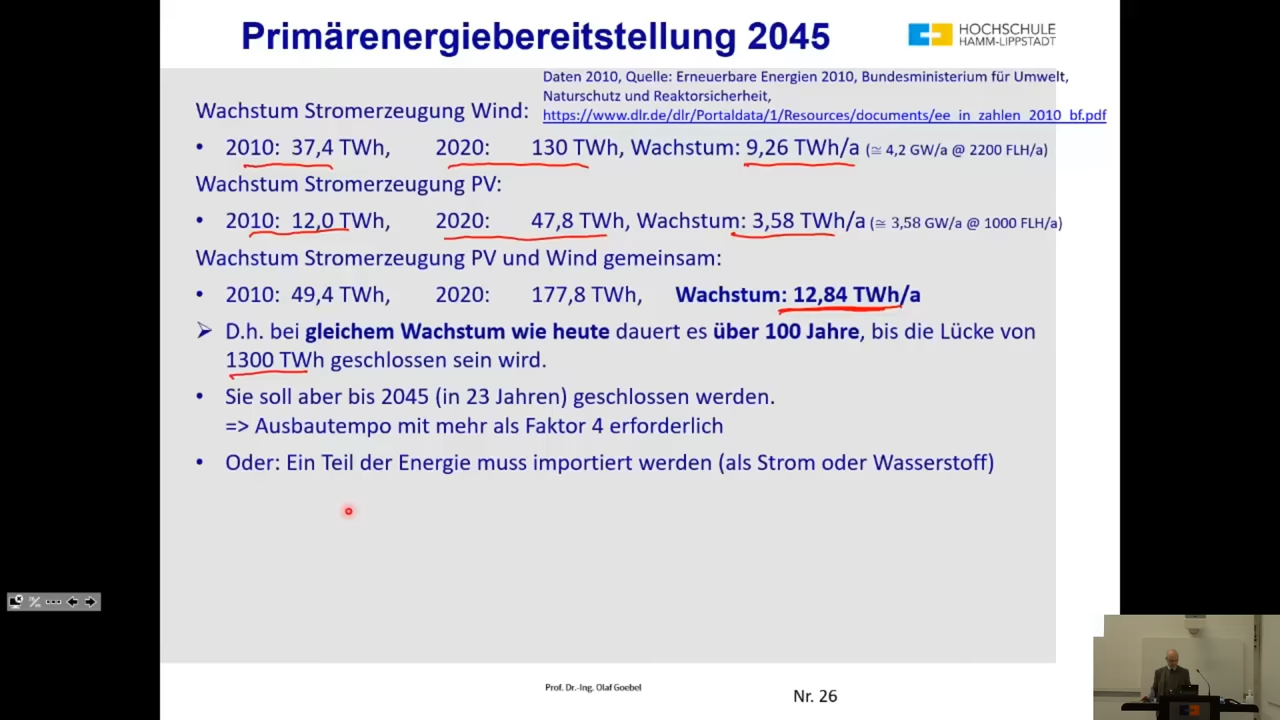 Primärenergiebereitstellung 2045
HOCHSCHULE
HAMM-LIPPSTADT
Daten 2010, Quelle: Erneuerbare Energien 2010, Bundesministerium für Umwelt,
Naturschutz und Reaktorsicherheit,
https://www.dlr.de/dlr/Portaldata/1/Resources/documents/ee_in_zahlen_2010_bf.pdf
Wachstum Stromerzeugung Wind:
• 2010: 37,4 TWh, 2020: 130 TWh, Wachstum: 9,26 TWh/a (≅ 4,2 GW/a @ 2200 FLH/a)
Wachstum Stromerzeugung PV:
• 2010: 12,0 TWh, 2020: 47,8 TWh, Wachstum: 3,58 TWh/a (≅ 3,58 GW/a @ 1000 FLH/a)
Wachstum Stromerzeugung PV und Wind gemeinsam:
• 2010: 49,4 TWh, 2020: 177,8 TWh, Wachstum: 12,84 TWh/a
➢ D.h. bei gleichem Wachstum wie heute dauert es über 100 Jahre, bis die Lücke von
1300 TWh geschlossen sein wird.
• Sie soll aber bis 2045 (in 23 Jahren) geschlossen werden.
=> Ausbautempo mit mehr als Faktor 4 erforderlich
• Oder: Ein Teil der Energie muss importiert werden (als Strom oder Wasserstoff)
Prof. Dr.-Ing. Olaf Goebel
Nr. 26